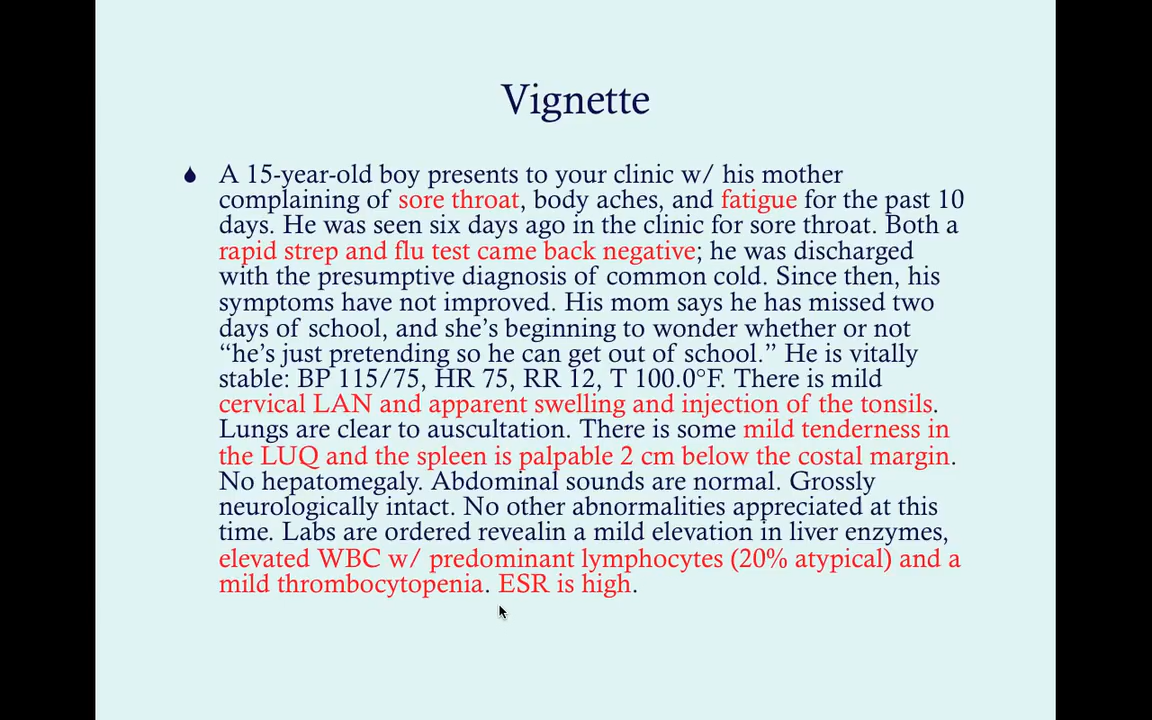 Vignette
A 15-year-old boy presents to your clinic w/ his mother
complaining of sore throat, body aches, and fatigue for the past 10
days. He was seen six days ago in the clinic for sore throat. Both a
rapid strep and flu test came back negative; he was discharged
with the presumptive diagnosis of common cold. Since then, his
symptoms have not improved. His mom says he has missed two
days of school, and she’s beginning to wonder whether or not
“he’s just pretending so he can get out of school.” He is vitally
stable: BP 115/75, HR 75, RR 12, T 100.0°F. There is mild
cervical LAN and apparent swelling and injection of the tonsils.
Lungs are clear to auscultation. There is some mild tenderness in
the LUQ and the spleen is palpable 2 cm below the costal margin.
No hepatomegaly. Abdominal sounds are normal. Grossly
neurologically intact. No other abnormalities appreciated at this
time. Labs are ordered revealin a mild elevation in liver enzymes,
elevated WBC w/ predominant lymphocytes (20% atypical) and a
mild thrombocytopenia. ESR is high.